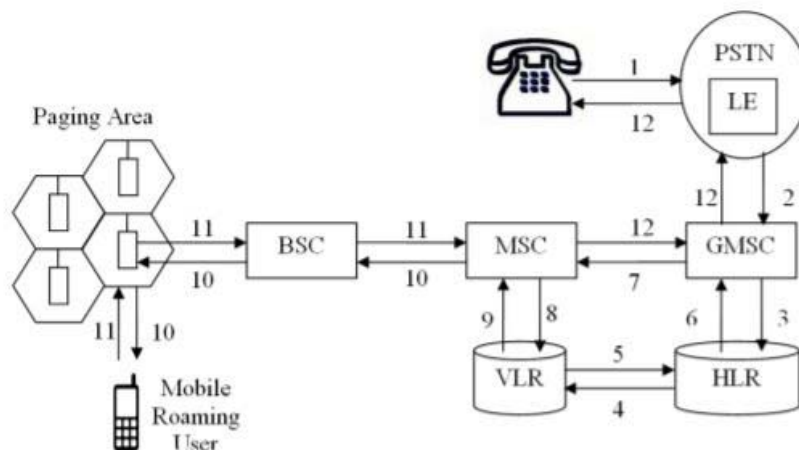 PSTN
1
LE
12
Paging Area
12
2
11
BSC
11
MSC
12
GMSC
10
10
7
11
10
9
8
6
3
VLR
5
HLR
4
Mobile
Roaming
User